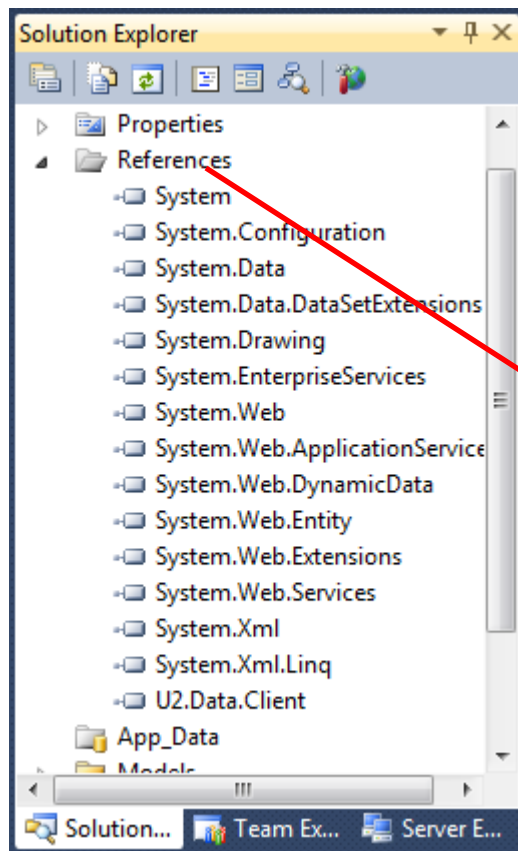 Solution Explorer
Properties
References
System
System.Configuration
System.Data
System.Data.DataSetExtensions
System.Drawing
System.EnterpriseServices
System.Web
System.Web.ApplicationService
System.Web.DynamicData
System.Web.Entity
System.Web.Extensions
System.Web.Services
System.Xml
System.Xml.Linq
U2.Data.Client
App_Data
Models
Solution... Team Ex... Server E...